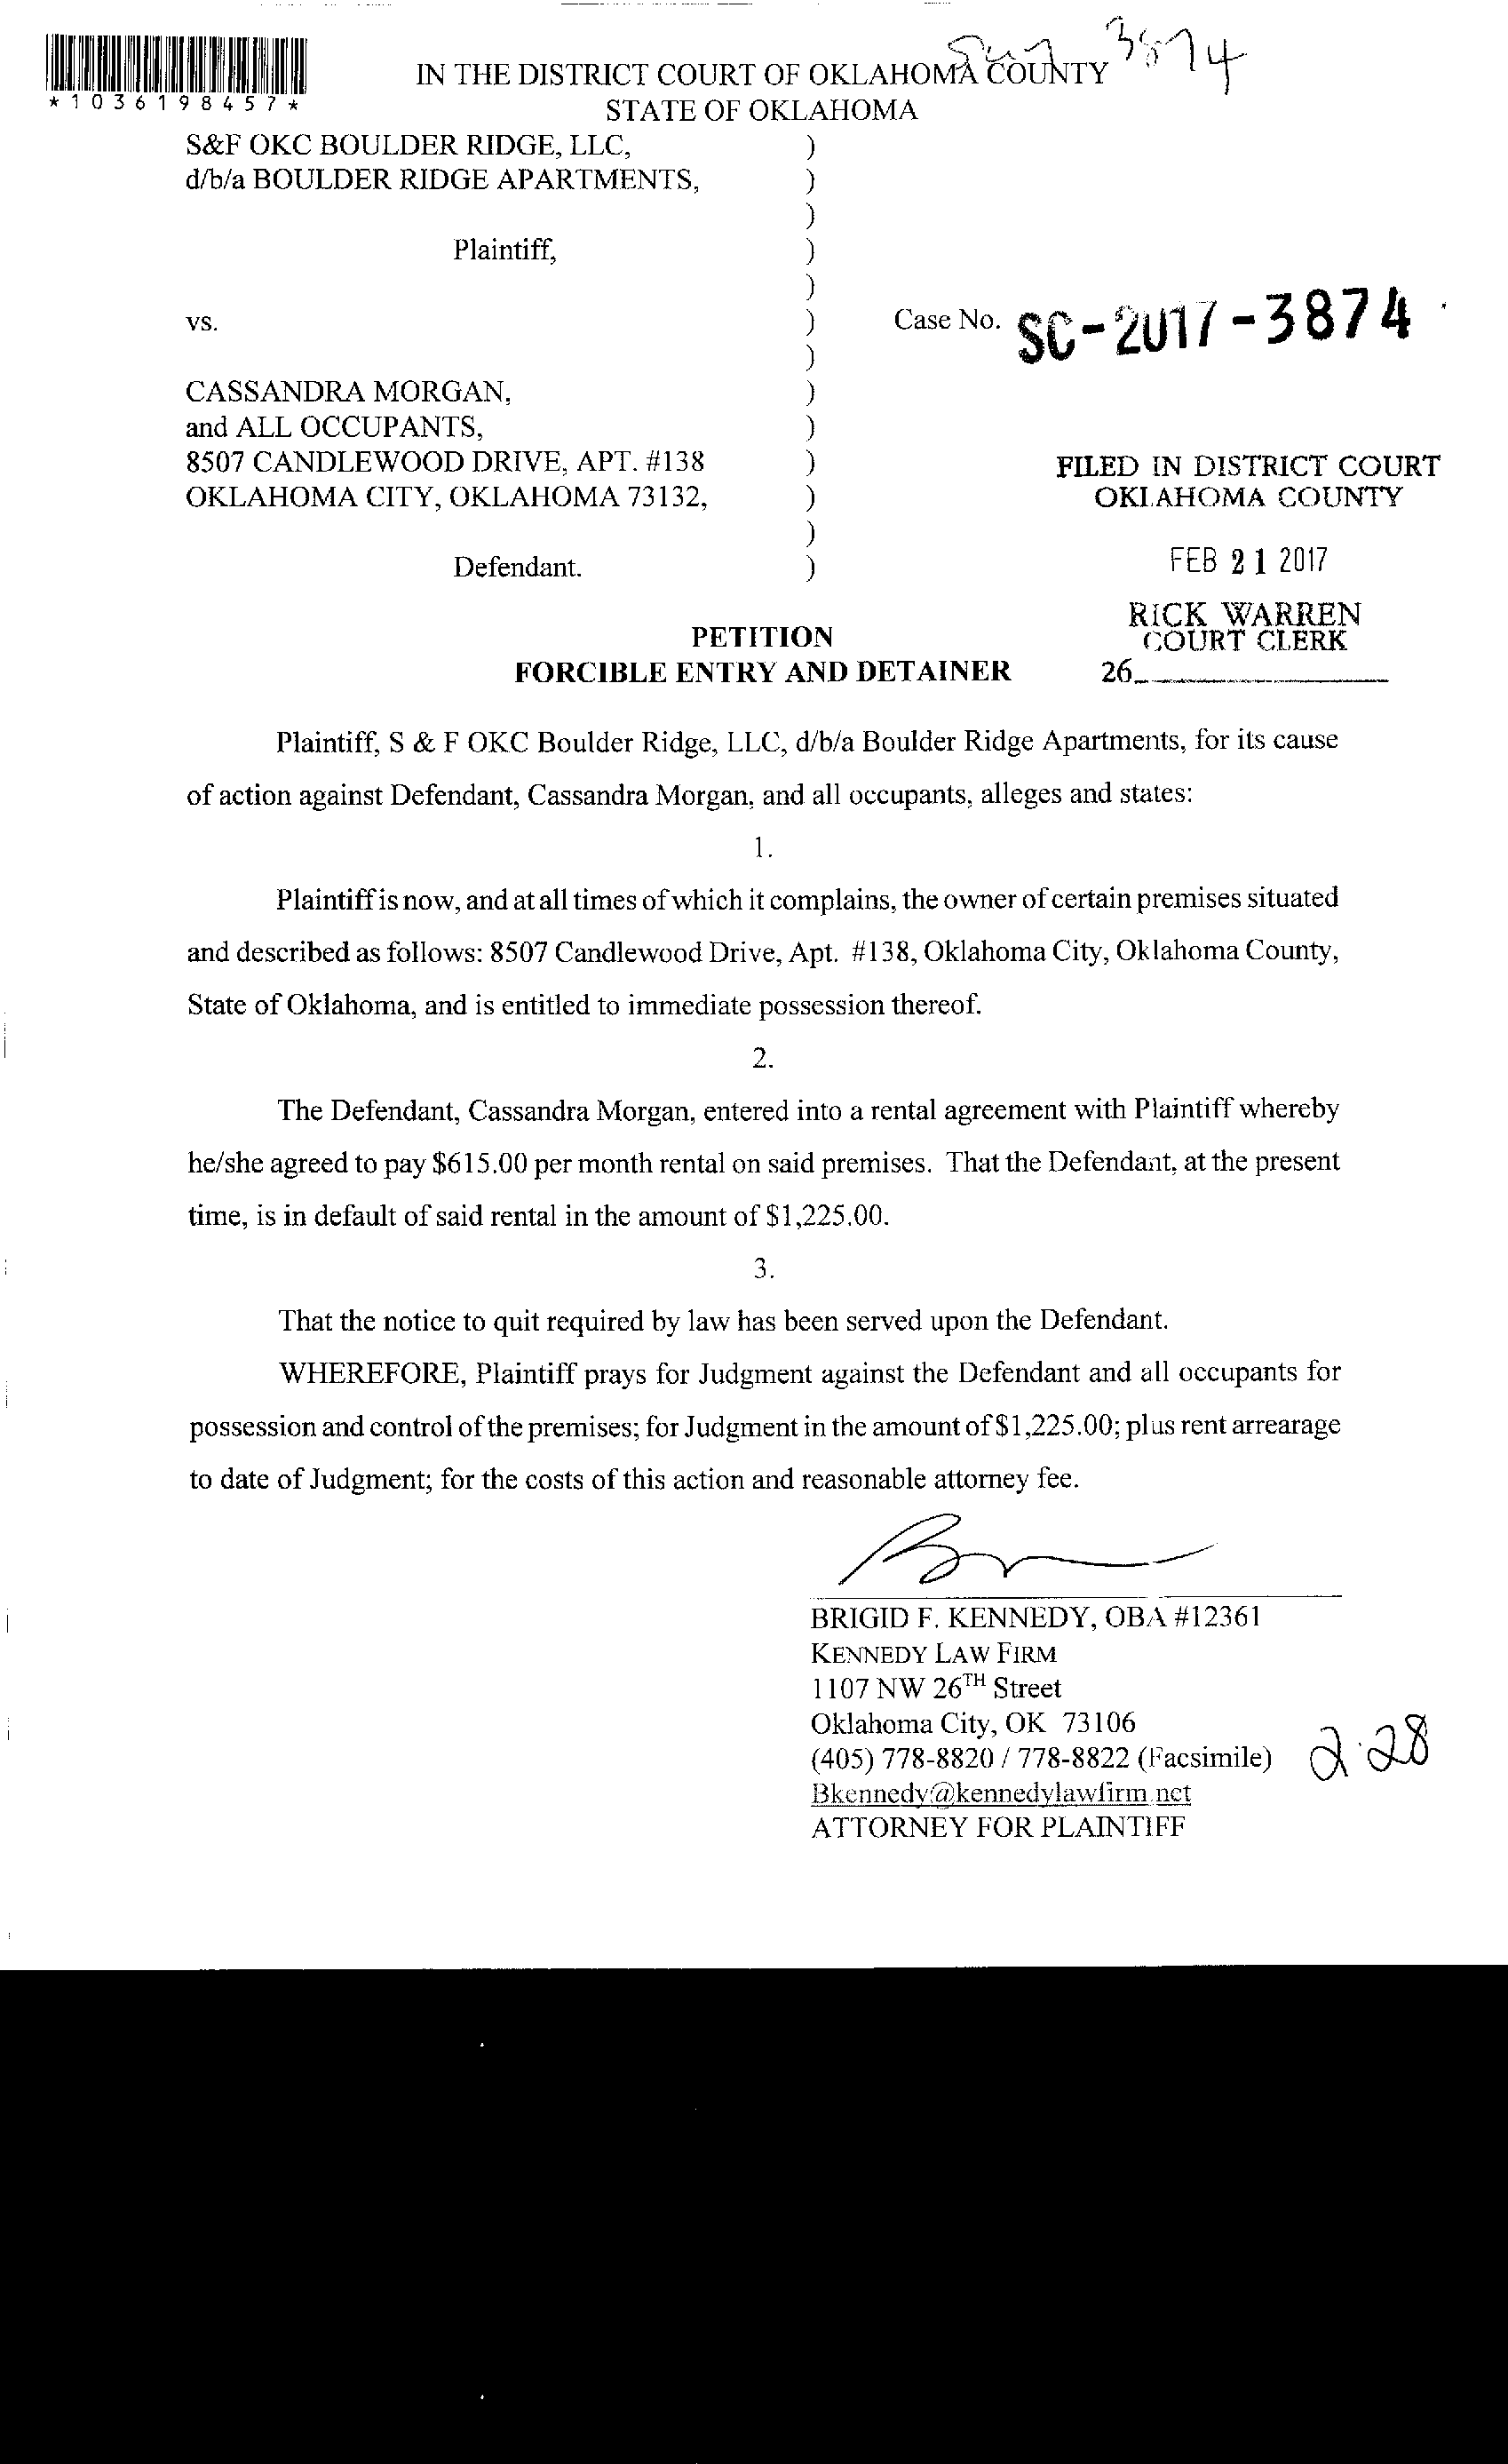 *1036198457*
3874
IN THE DISTRICT COURT OF OKLAHOMA COUNTY
STATE OF OKLAHOMA
S&F OKC BOULDER RIDGE, LLC, )
d/b/a BOULDER RIDGE APARTMENTS, )
)
Plaintiff, )
)
vs. ) Case No. SC-2017-3874
)
CASSANDRA MORGAN, )
and ALL OCCUPANTS, )
8507 CANDLEWOOD DRIVE, APT. #138 ) FILED IN DISTRICT COURT
OKLAHOMA CITY, OKLAHOMA 73132, ) OKLAHOMA COUNTY
)
Defendant. ) FEB 21 2017
RICK WARREN
PETITION COURT CLERK
FORCIBLE ENTRY AND DETAINER 26
Plaintiff, S & F OKC Boulder Ridge, LLC, d/b/a Boulder Ridge Apartments, for its cause
of action against Defendant, Cassandra Morgan, and all occupants, alleges and states:
1.
Plaintiff is now, and at all times of which it complains, the owner of certain premises situated
and described as follows: 8507 Candlewood Drive, Apt. #138, Oklahoma City, Oklahoma County,
State of Oklahoma, and is entitled to immediate possession thereof.
2.
The Defendant, Cassandra Morgan, entered into a rental agreement with Plaintiff whereby
he/she agreed to pay $615.00 per month rental on said premises. That the Defendant, at the present
time, is in default of said rental in the amount of $1,225.00.
3.
That the notice to quit required by law has been served upon the Defendant.
WHEREFORE, Plaintiff prays for Judgment against the Defendant and all occupants for
possession and control of the premises; for Judgment in the amount of $1,225.00; plus rent arrearage
to date of Judgment; for the costs of this action and reasonable attorney fee.
BRIGID F. KENNEDY, OBA #12361
KENNEDY LAW FIRM
1107 NW 26TH Street
Oklahoma City, OK 73106
(405) 778-8820 / 778-8822 (Facsimile) 2.28
Bkennedy@kennedylawfirm.net
ATTORNEY FOR PLAINTIFF